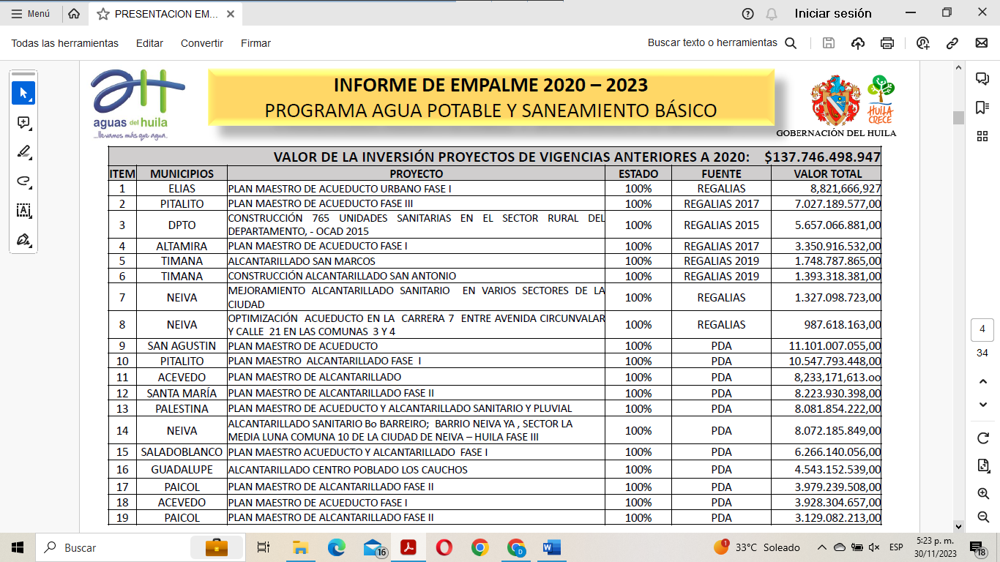 Menú
PRESENTACION EM...
Iniciar sesión
Todas las herramientas Editar Convertir Firmar
Buscar texto o herramientas
aguas del huila
...llevamos más que agua.
INFORME DE EMPALME 2020 – 2023
PROGRAMA AGUA POTABLE Y SANEAMIENTO BÁSICO
HUILA
CRECE
GOBERNACIÓN DEL HUILA
VALOR DE LA INVERSIÓN PROYECTOS DE VIGENCIAS ANTERIORES A 2020: $137.746.498.947
ITEM MUNICIPIOS PROYECTO ESTADO FUENTE VALOR TOTAL
1 ELIAS PLAN MAESTRO DE ACUEDUCTO URBANO FASE I 100% REGALIAS 8,821,666,927
2 PITALITO PLAN MAESTRO DE ACUEDUCTO FASE III 100% REGALIAS 2017 7.027.189.577,00
3 DPTO CONSTRUCCIÓN 765 UNIDADES SANITARIAS EN EL SECTOR RURAL DEL
DEPARTAMENTO, - OCAD 2015 100% REGALIAS 2015 5.657.066.881,00
4 ALTAMIRA PLAN MAESTRO DE ACUEDUCTO FASE I 100% REGALIAS 2017 3.350.916.532,00
5 TIMANA ALCANTARILLADO SAN MARCOS 100% REGALIAS 2019 1.748.787.865,00
6 TIMANA CONSTRUCCIÓN ALCANTARILLADO SAN ANTONIO 100% REGALIAS 2019 1.393.318.381,00
7 NEIVA MEJORAMIENTO ALCANTARILLADO SANITARIO EN VARIOS SECTORES DE LA
CIUDAD 100% REGALIAS 1.327.098.723,00
8 NEIVA OPTIMIZACIÓN ACUEDUCTO EN LA CARRERA 7 ENTRE AVENIDA CIRCUNVALAR
Y CALLE 21 EN LAS COMUNAS 3 Y 4 100% REGALIAS 987.618.163,00
9 SAN AGUSTIN PLAN MAESTRO DE ACUEDUCTO 100% PDA 11.101.007.055,00
10 PITALITO PLAN MAESTRO ALCANTARILLADO FASE I 100% PDA 10.547.793.448,00
11 ACEVEDO PLAN MAESTRO DE ALCANTARILLADO 100% PDA 8,233,171,613.oo
12 SANTA MARÍA PLAN MAESTRO DE ALCANTARILLADO FASE II 100% PDA 8.223.930.398,00
13 PALESTINA PLAN MAESTRO DE ACUEDUCTO Y ALCANTARILLADO SANITARIO Y PLUVIAL 100% PDA 8.081.854.222,00
14 NEIVA ALCANTARILLADO SANITARIO Bo BARREIRO; BARRIO NEIVA YA , SECTOR LA
MEDIA LUNA COMUNA 10 DE LA CIUDAD DE NEIVA – HUILA FASE III 100% PDA 8.072.185.849,00
15 SALADOBLANCO PLAN MAESTRO ACUEDUCTO Y ALCANTARILLADO FASE I 100% PDA 6.266.140.056,00
16 GUADALUPE ALCANTARILLADO CENTRO POBLADO LOS CAUCHOS 100% PDA 4.543.152.539,00
17 PAICOL PLAN MAESTRO DE ALCANTARILLADO FASE II 100% PDA 3.979.239.508,00
18 ACEVEDO PLAN MAESTRO DE ACUEDUCTO FASE I 100% PDA 3.928.304.657,00
19 PAICOL PLAN MAESTRO DE ALCANTARILLADO FASE II 100% PDA 3.129.082.213,00
4
34
Buscar
16
1
33°C Soleado
ESP
5:23 p. m.
30/11/2023
18